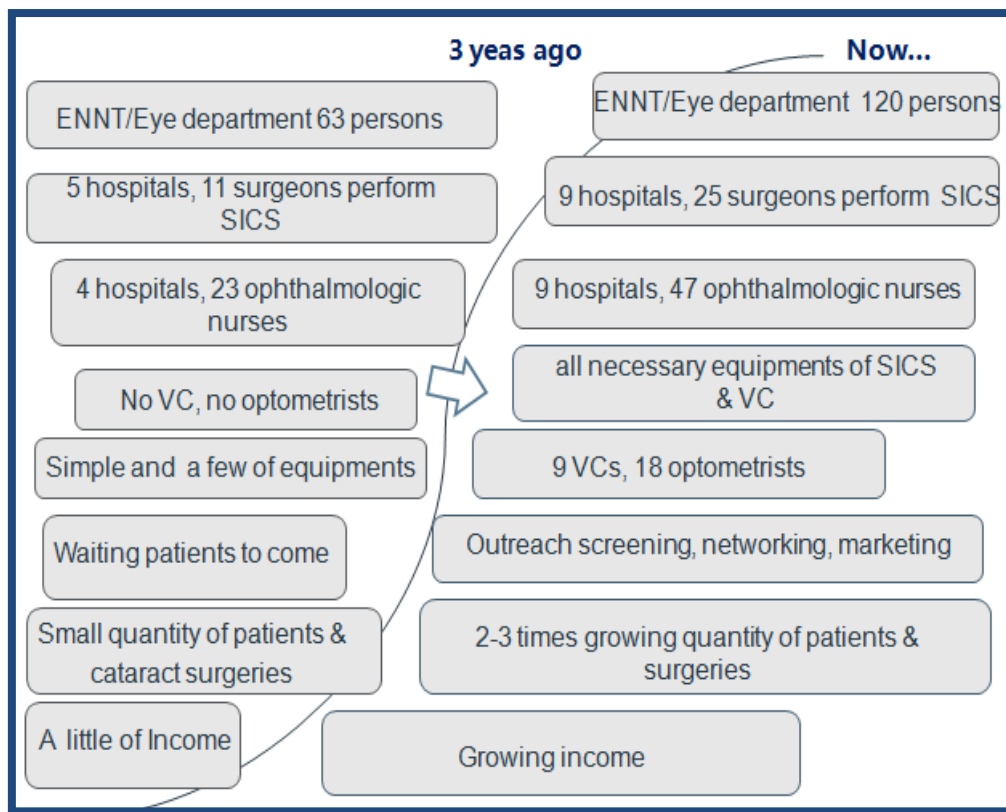 3 yeas ago
Now...
ENNT/Eye department 63 persons
ENNT/Eye department 120 persons
5 hospitals, 11 surgeons perform
SICS
9 hospitals, 25 surgeons perform SICS
4 hospitals, 23 ophthalmologic
nurses
9 hospitals, 47 ophthalmologic nurses
No VC, no optometrists
all necessary equipments of SICS
& VC
Simple and a few of equipments
9 VCs, 18 optometrists
Waiting patients to come
Outreach screening, networking, marketing
Small quantity of patients &
cataract surgeries
2-3 times growing quantity of patients &
surgeries
A little of Income
Growing income